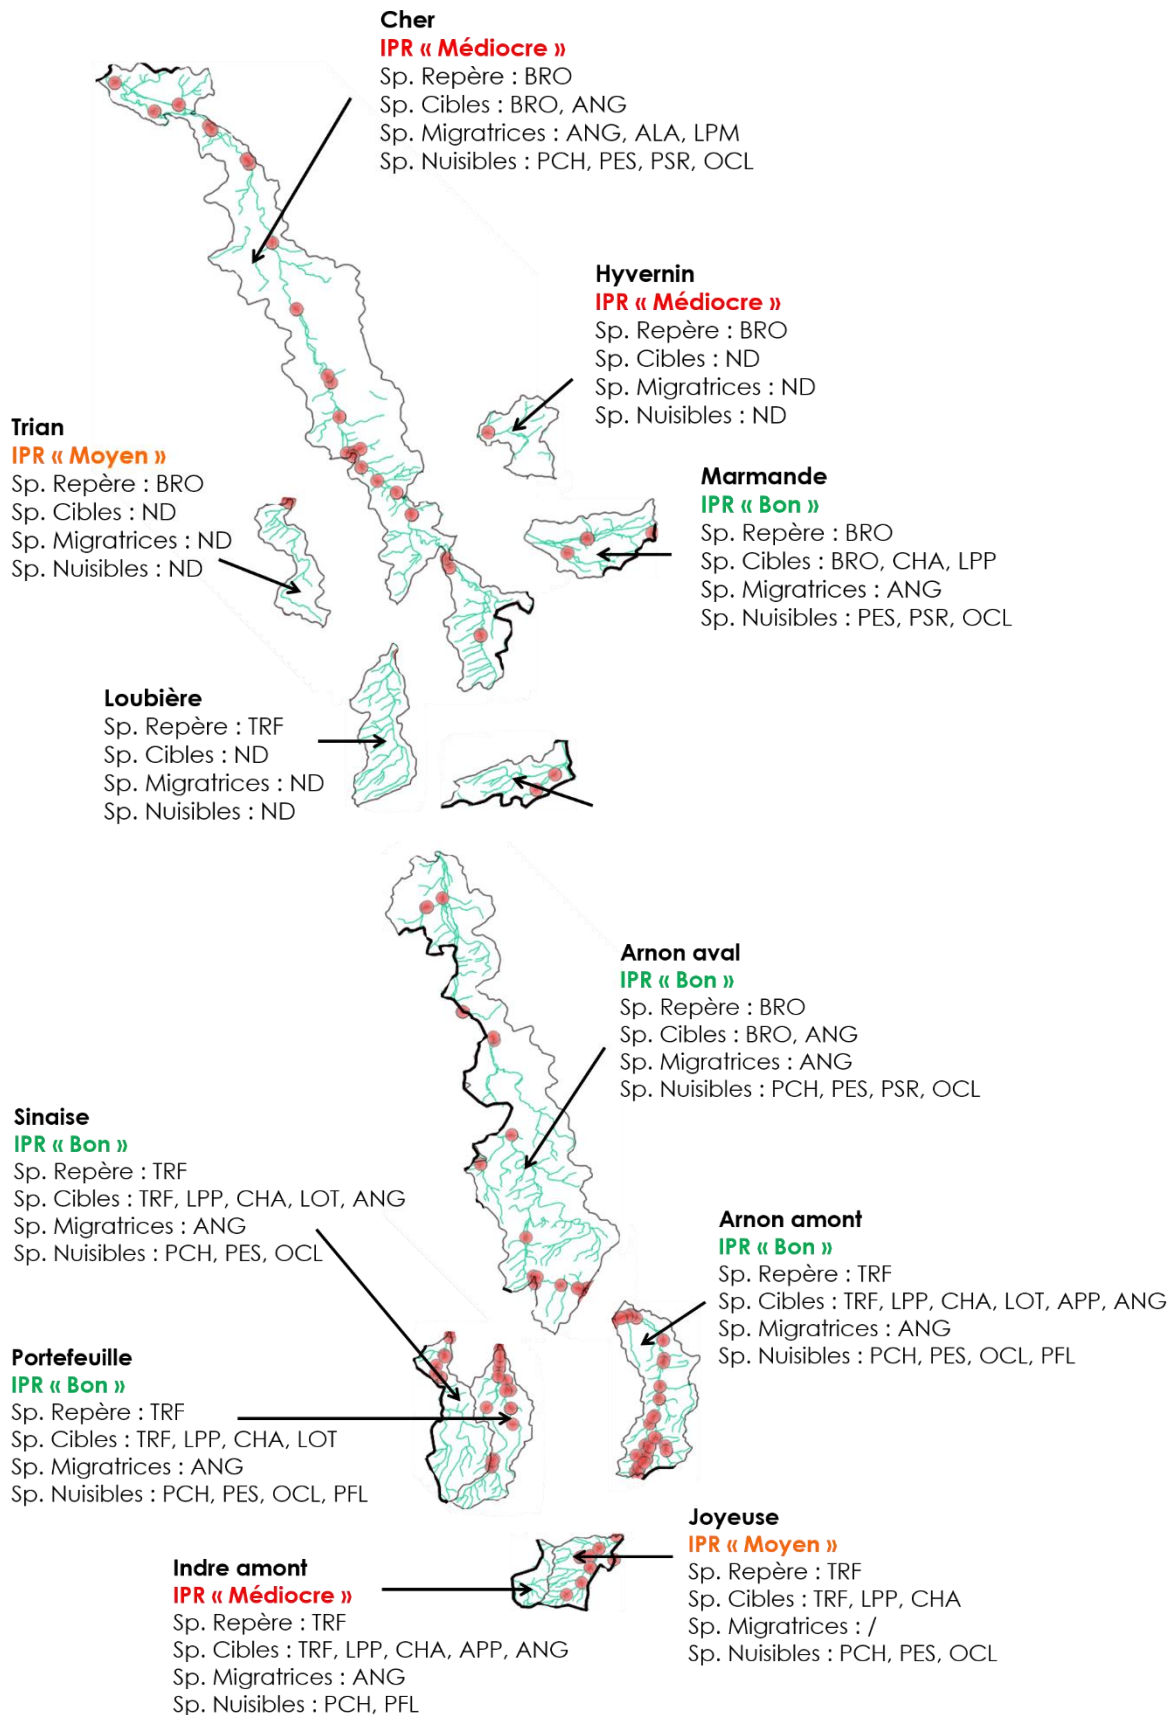 Cher
IPR « Médiocre »
Sp. Repère : BRO
Sp. Cibles : BRO, ANG
Sp. Migratrices : ANG, ALA, LPM
Sp. Nuisibles : PCH, PES, PSR, OCL
Hyvernin
IPR « Médiocre »
Sp. Repère : BRO
Sp. Cibles : ND
Sp. Migratrices : ND
Sp. Nuisibles : ND
Trian
IPR « Moyen »
Sp. Repère : BRO
Sp. Cibles : ND
Sp. Migratrices : ND
Sp. Nuisibles : ND
Marmande
IPR « Bon »
Sp. Repère : BRO
Sp. Cibles : BRO, CHA, LPP
Sp. Migratrices : ANG
Sp. Nuisibles : PES, PSR, OCL
Loubière
Sp. Repère : TRF
Sp. Cibles : ND
Sp. Migratrices : ND
Sp. Nuisibles : ND
Arnon aval
IPR « Bon »
Sp. Repère : BRO
Sp. Cibles : BRO, ANG
Sp. Migratrices : ANG
Sp. Nuisibles : PCH, PES, PSR, OCL
Sinaise
IPR « Bon »
Sp. Repère : TRF
Sp. Cibles : TRF, LPP, CHA, LOT, ANG
Sp. Migratrices : ANG
Sp. Nuisibles : PCH, PES, OCL
Arnon amont
IPR « Bon »
Sp. Repère : TRF
Sp. Cibles : TRF, LPP, CHA, LOT, APP, ANG
Sp. Migratrices : ANG
Sp. Nuisibles : PCH, PES, OCL, PFL
Portefeuille
IPR « Bon »
Sp. Repère : TRF
Sp. Cibles : TRF, LPP, CHA, LOT
Sp. Migratrices : ANG
Sp. Nuisibles : PCH, PES, OCL, PFL
Joyeuse
IPR « Moyen »
Sp. Repère : TRF
Sp. Cibles : TRF, LPP, CHA
Sp. Migratrices : /
Sp. Nuisibles : PCH, PES, OCL
Indre amont
IPR « Médiocre »
Sp. Repère : TRF
Sp. Cibles : TRF, LPP, CHA, APP, ANG
Sp. Migratrices : ANG
Sp. Nuisibles : PCH, PFL